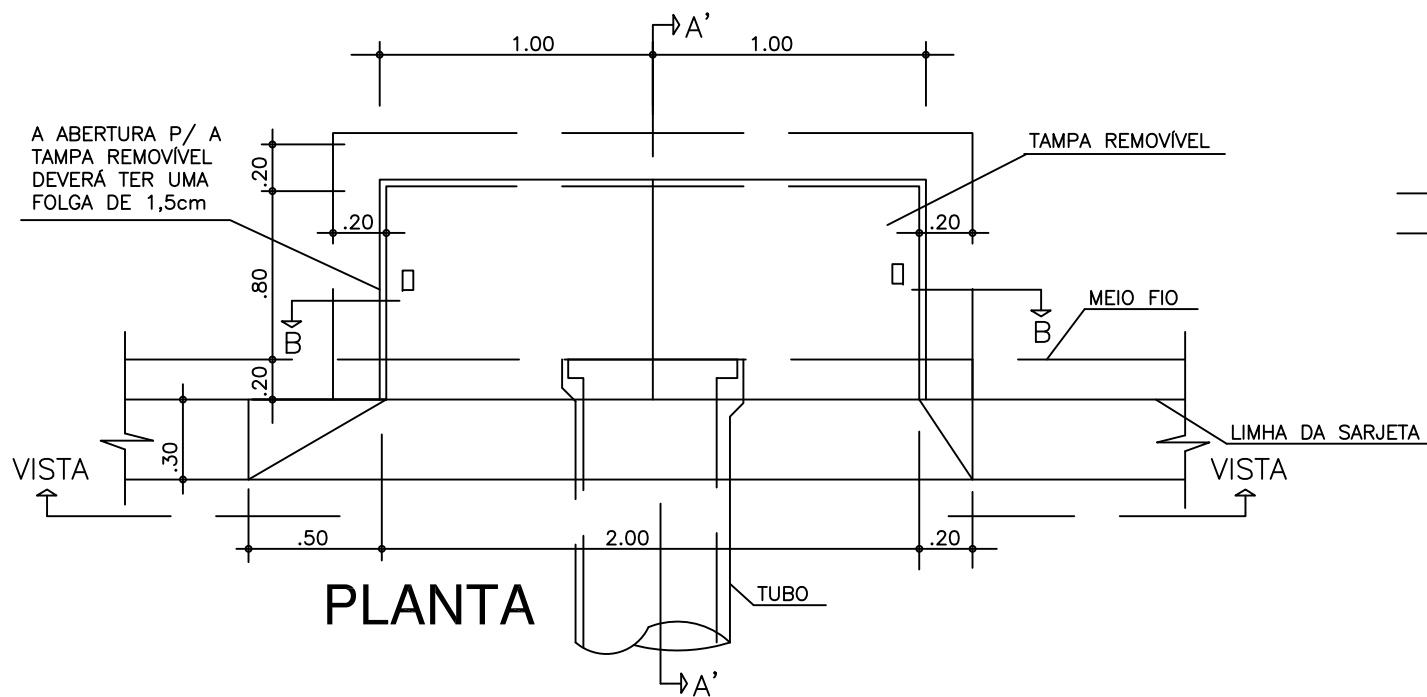 A'
1.00
1.00
A ABERTURA P/ A
TAMPA REMOVÍVEL
DEVERÁ TER UMA
FOLGA DE 1,5cm
TAMPA REMOVÍVEL
.20
.20
.20
.80
B
B
MEIO FIO
.20
.30
LIMHA DA SARJETA
VISTA
VISTA
.50
2.00
.20
PLANTA
TUBO
A'